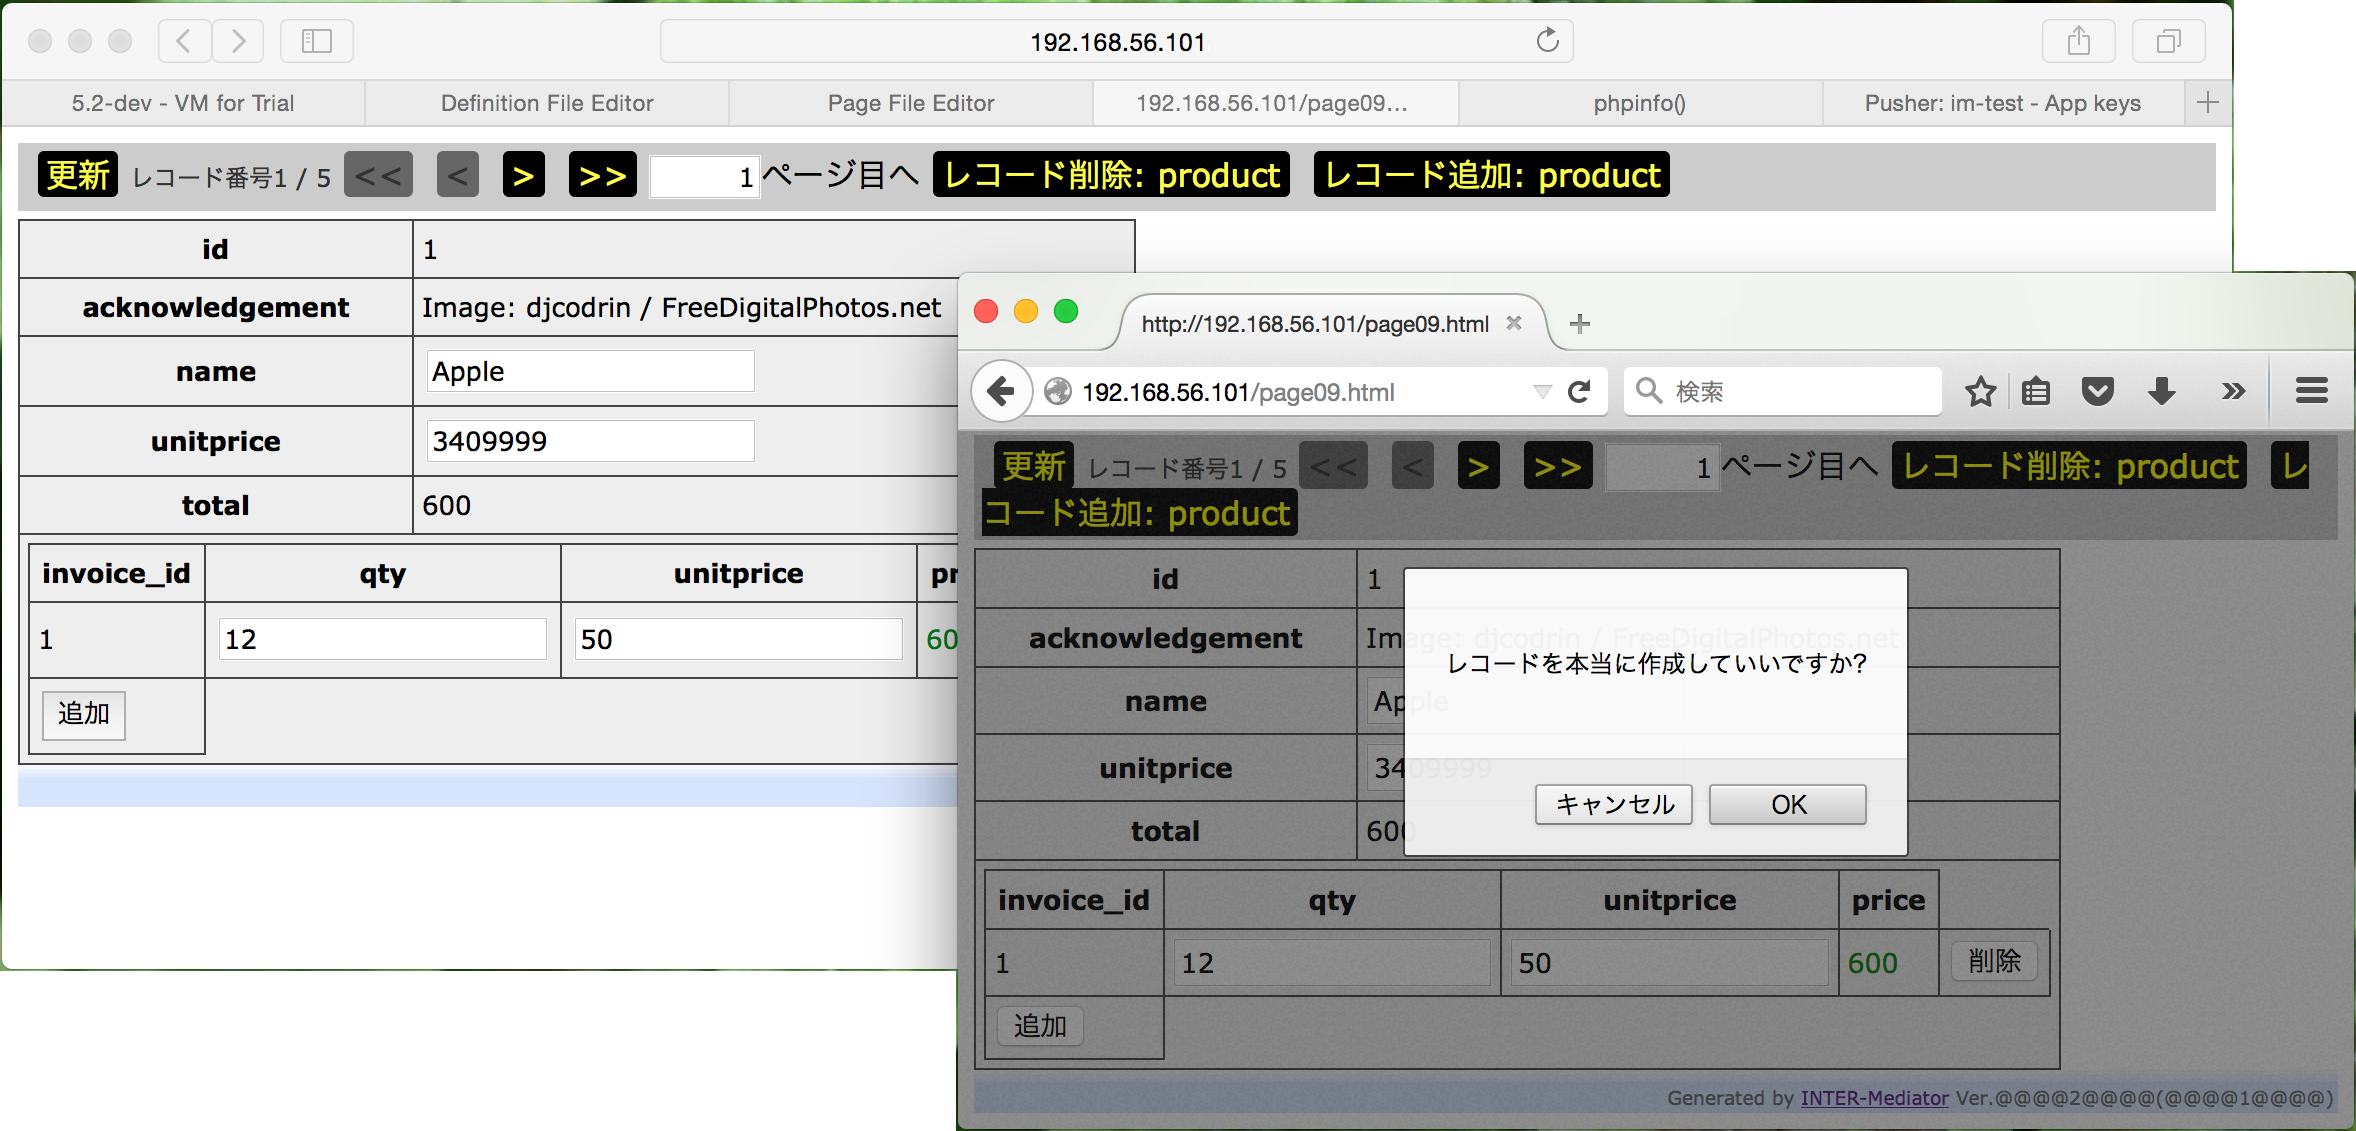 192.168.56.101
5.2-dev - VM for Trial
Definition File Editor
Page File Editor
192.168.56.101/page09...
phpinfo()
Pusher: im-test - App keys
更新 レコード番号1 / 5 << < > >> 1 ページ目へ レコード削除: product レコード追加: product
id 1
acknowledgement Image: djcodrin / FreeDigitalPhotos.net
name Apple
unitprice 3409999
total 600
invoice_id qty unitprice
1 12 50
追加
http://192.168.56.101/page09.html
192.168.56.101/page09.html 検索
更新 レコード番号1 / 5 << < > >> 1 ページ目へ レコード削除: product レ
コード追加: product
id 1
acknowledgement Image: djcodrin / FreeDigitalPhotos.net
name Apple
unitprice 3409999
total 600
レコードを本当に作成していいですか?
キャンセル OK
invoice_id qty unitprice price
1 12 50 600 削除
追加
Generated by INTER-Mediator Ver.@@@@2@@@@(@@@@1@@@@)